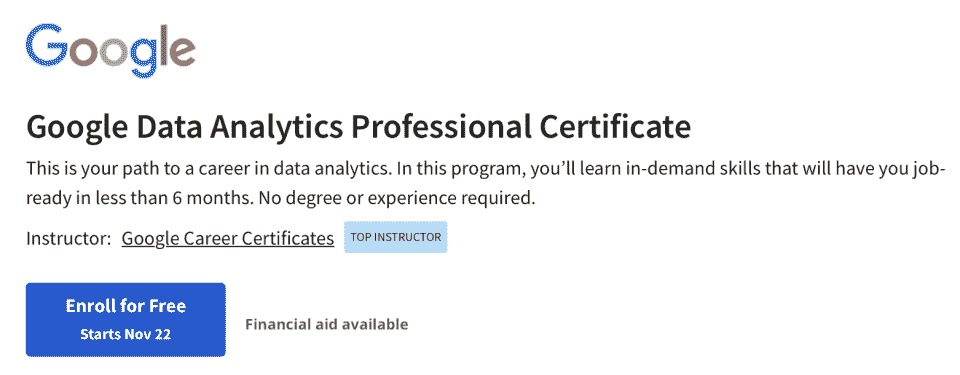 Google
Google Data Analytics Professional Certificate
This is your path to a career in data analytics. In this program, you’ll learn in-demand skills that will have you job-
ready in less than 6 months. No degree or experience required.
Instructor: Google Career Certificates TOP INSTRUCTOR
Enroll for Free
Starts Nov 22
Financial aid available